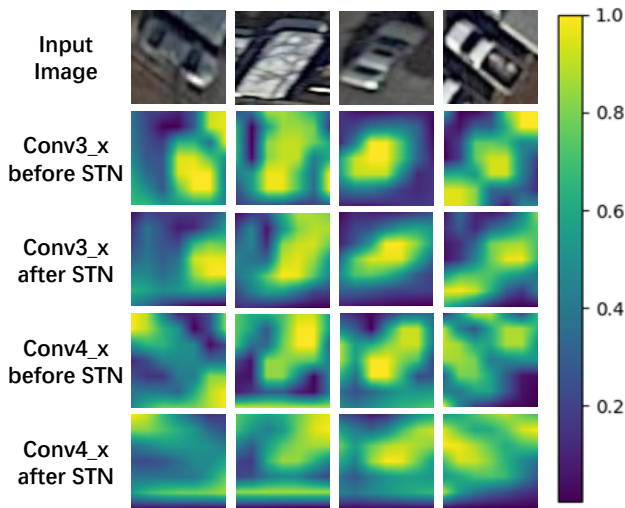 Input
Image
Conv3_x
before STN
Conv3_x
after STN
Conv4_x
before STN
Conv4_x
after STN
1.0
0.8
0.6
0.4
0.2